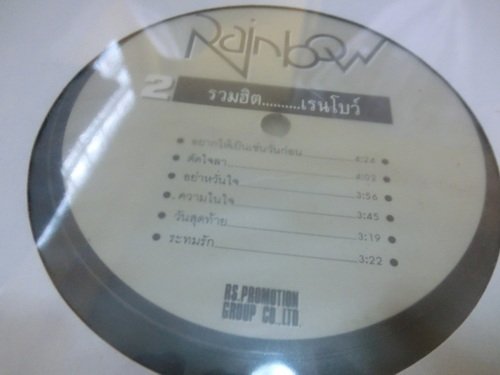 Rainbow
2
รวมฮิต..........เรนโบว์
อยากให้เป็นเช่นวันก่อน 4:24
ตัดใจลา 4:02
อย่าหวั่นใจ 3:56
ความในใจ 3:45
วันสุดท้าย 3:19
ระทมรัก 3:22
RS. PROMOTION
GROUP CO.,LTD.